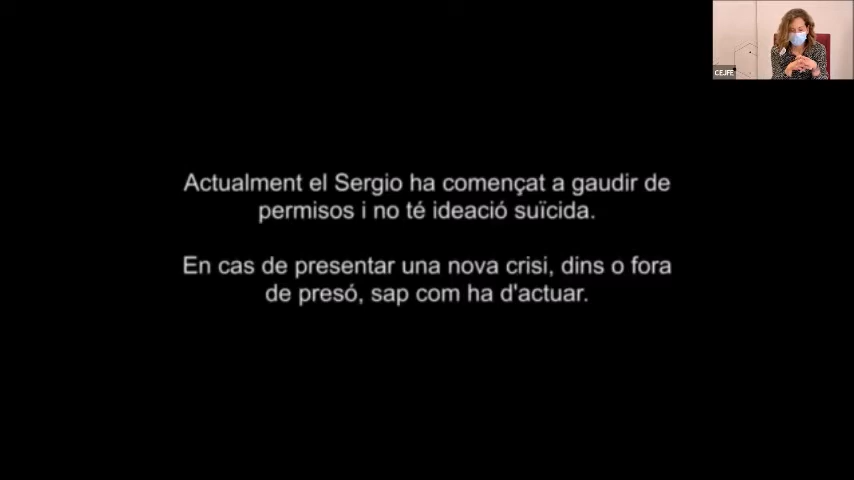 CEJFE
Actualment el Sergio ha començat a gaudir de
permisos i no té ideació suïcida.
En cas de presentar una nova crisi, dins o fora
de presó, sap com ha d'actuar.